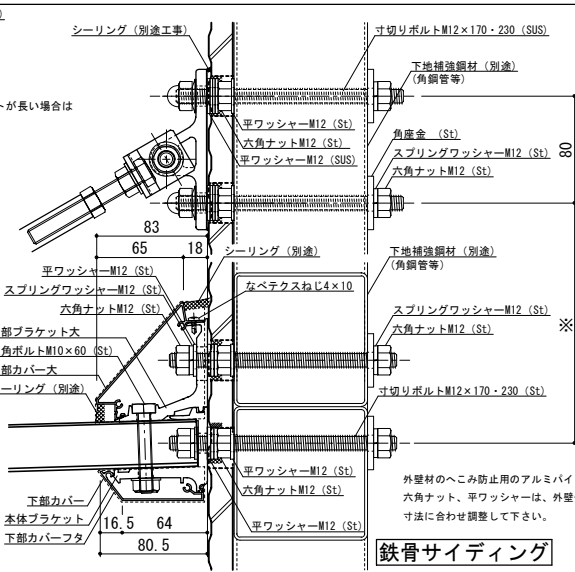 )
シーリング（別途工事）
寸切りボルトM12×170・230（SUS）
下地補強鋼材（別途）
（角鋼管等）
トが長い場合は
平ワッシャーM12（St）
六角ナットM12（St）
平ワッシャーM12（SUS）
角座金 （St）
スプリングワッシャーM12（St）
六角ナットM12（St）
80
83
65
18
シーリング（別途）
下地補強鋼材（別途）
（角鋼管等）
平ワッシャーM12（St）
スプリングワッシャーM12（St）
六角ナットM12（St）
なべテクスねじ4×10
スプリングワッシャーM12（St）
六角ナットM12（St）
※
部ブラケット大
角ボルトM10×60（St）
部カバー大
ーリング（別途）
寸切りボルトM12×170・230（St）
平ワッシャーM12（St）
六角ナットM12（St）
平ワッシャーM12（St）
下部カバー
本体ブラケット
下部カバーフタ
16.5
64
80.5
外壁材のへこみ防止用のアルミパイ
六角ナット、平ワッシャーは、外壁
寸法に合わせ調整して下さい。
鉄骨サイディング